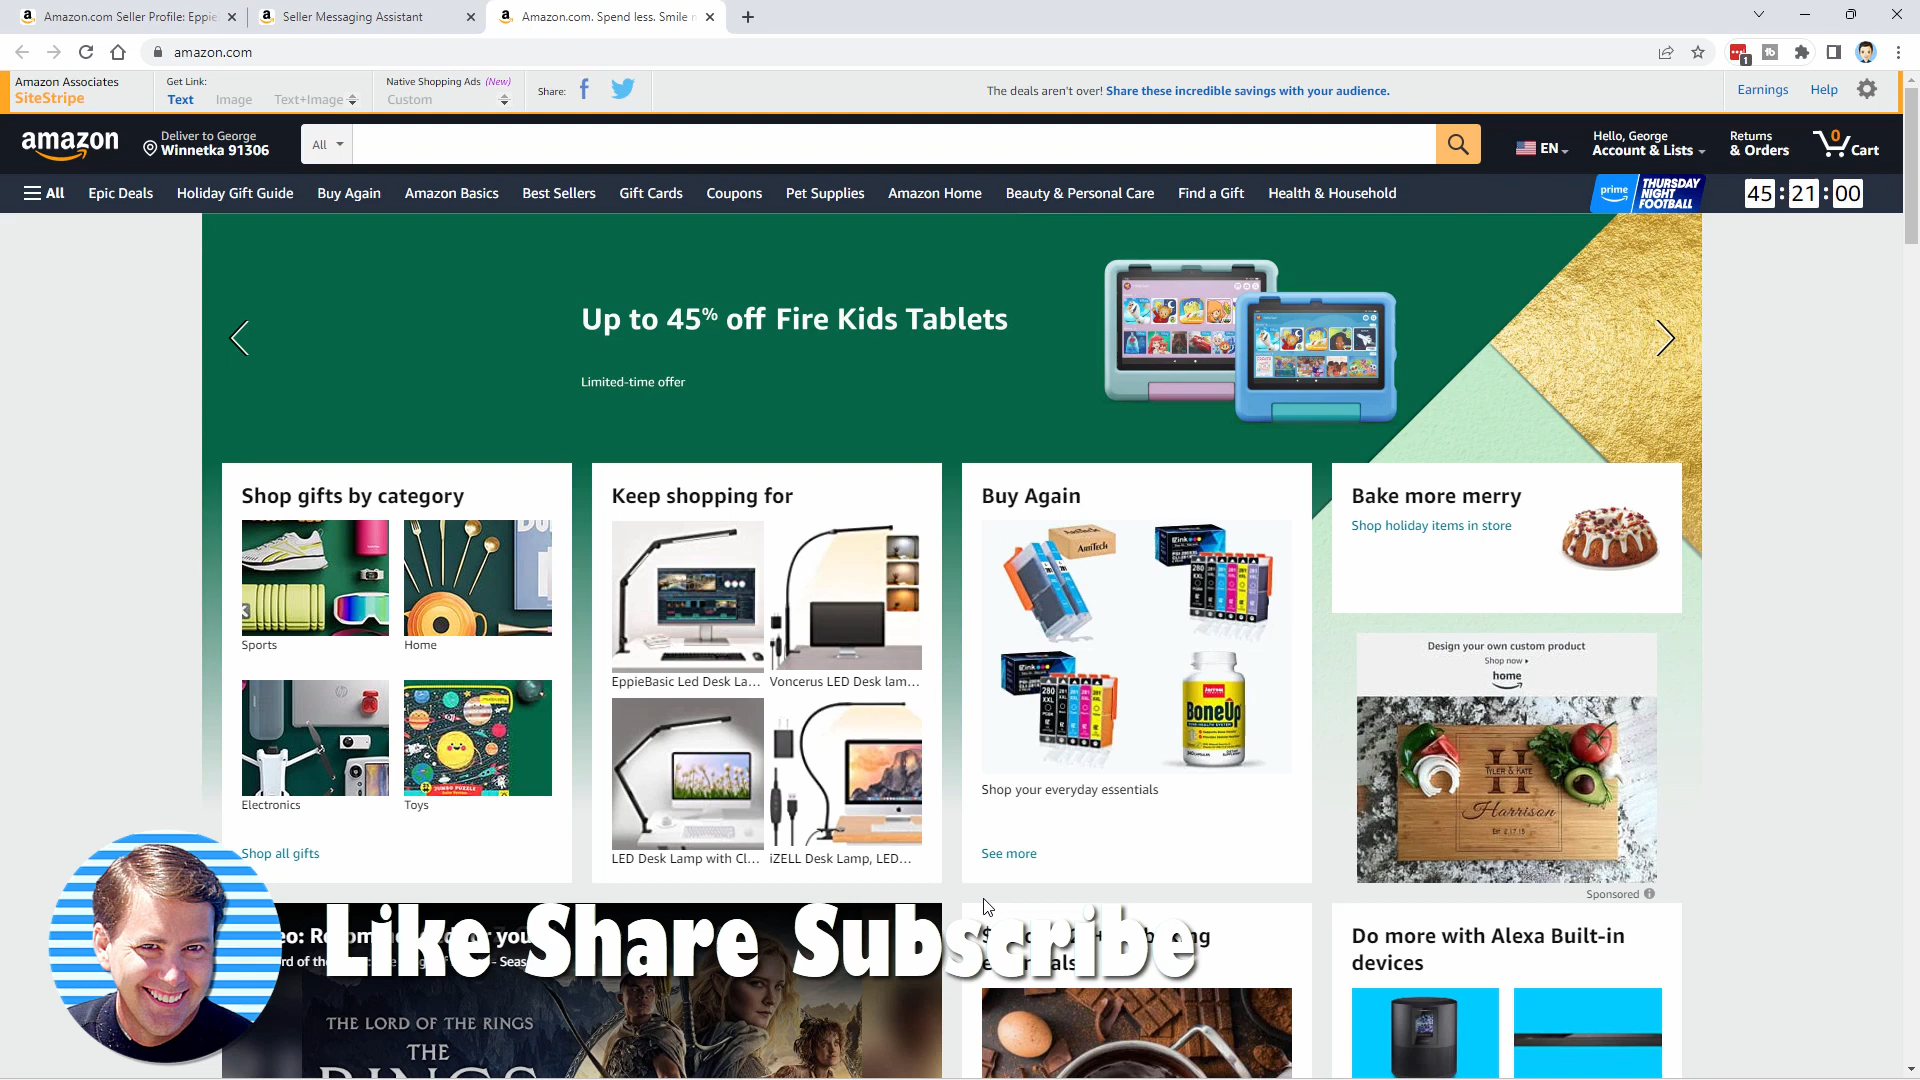 Amazon.com Seller Profile: Eppie
Seller Messaging Assistant
Amazon.com. Spend less. Smile
amazon.com
1
Amazon Associates
SiteStripe
Get Link:
Text Image Text+Image
Native Shopping Ads (New)
Custom
Share:
The deals aren't over! Share these incredible savings with your audience.
Earnings Help
amazon
Deliver to George
Winnetka 91306
All
EN
Hello, George
Account & Lists
Returns
& Orders
0
Cart
All Epic Deals Holiday Gift Guide Buy Again Amazon Basics Best Sellers Gift Cards Coupons Pet Supplies Amazon Home Beauty & Personal Care Find a Gift Health & Household
prime
THURSDAY
NIGHT
FOOTBALL
45:21:00
Up to 45% off Fire Kids Tablets
Limited-time offer
Shop gifts by category
Sports
Home
Electronics
Toys
Shop all gifts
Keep shopping for
EppieBasic Led Desk La...
Voncerus LED Desk lam...
LED Desk Lamp with Cl...
iZELL Desk Lamp, LED...
Buy Again
AmTech
Ezink
JARROW
BoneUp
Shop your everyday essentials
See more
Bake more merry
Shop holiday items in store
Design your own custom product
Shop now
home
H
TYLER & KATE
Harrison
Sponsored
Like Share Subscribe
THE LORD OF THE RINGS
THE
RINGS
Do more with Alexa Built-in
devices